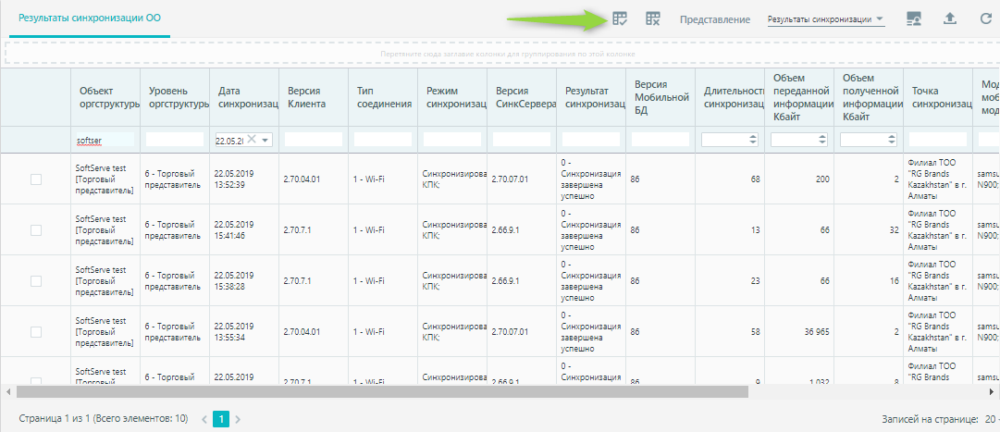 Результаты синхронизации ОО
Представление
Результаты синхронизации
Перетяните сюда заглавие колонки для группирования по этой колонке
Объект оргструктуры
Уровень оргструктуры
Дата синхронизац
Версия Клиента
Тип соединения
Режим синхронизац
Версия СинкСервера
Результат синхронизац
Версия Мобильной БД
Длительность синхронизац
Объем переданной информации Кбайт
Объем полученной информации Кбайт
Точка синхронизац
Мод моб мод
softser
22.05.2(
SoftServe test [Торговый представитель]
6 - Торговый представитель
22.05.2019 13:52:39
2.70.04.01
1 - Wi-Fi
Синхронизирова КПК;
2.70.07.01
0 - Синхронизация завершена успешно
86
68
200
2
Филиал ТОО "RG Brands Kazakhstan" в г. Алматы
samsu N900;
SoftServe test [Торговый представитель]
6 - Торговый представитель
22.05.2019 15:41:46
2.70.7.1
1 - Wi-Fi
Синхронизирова КПК;
2.66.9.1
0 - Синхронизация завершена успешно
86
13
66
32
Филиал ТОО "RG Brands Kazakhstan" в г. Алматы
samsu N900;
SoftServe test [Торговый представитель]
6 - Торговый представитель
22.05.2019 15:38:28
2.70.7.1
1 - Wi-Fi
Синхронизирова КПК;
2.66.9.1
0 - Синхронизация завершена успешно
86
23
66
16
Филиал ТОО "RG Brands Kazakhstan" в г. Алматы
samsu N900;
SoftServe test [Торговый представитель]
6 - Торговый представитель
22.05.2019 13:55:34
2.70.04.01
1 - Wi-Fi
Синхронизирова КПК;
2.70.07.01
0 - Синхронизация завершена успешно
86
58
36 965
2
Филиал ТОО "RG Brands Kazakhstan" в г. Алматы
samsu N900;
SoftServe test [Торговый
6 - Торговый
22.05.2019
2.70.7.1
1 - Wi-Fi
Синхронизирова
2.66.9.1
0 - Синхронизация
86
9
1 032
8
Филиал ТОО "RG Brands
samsu
Страница 1 из 1 (Всего элементов: 10)
1
Записей на странице: 20